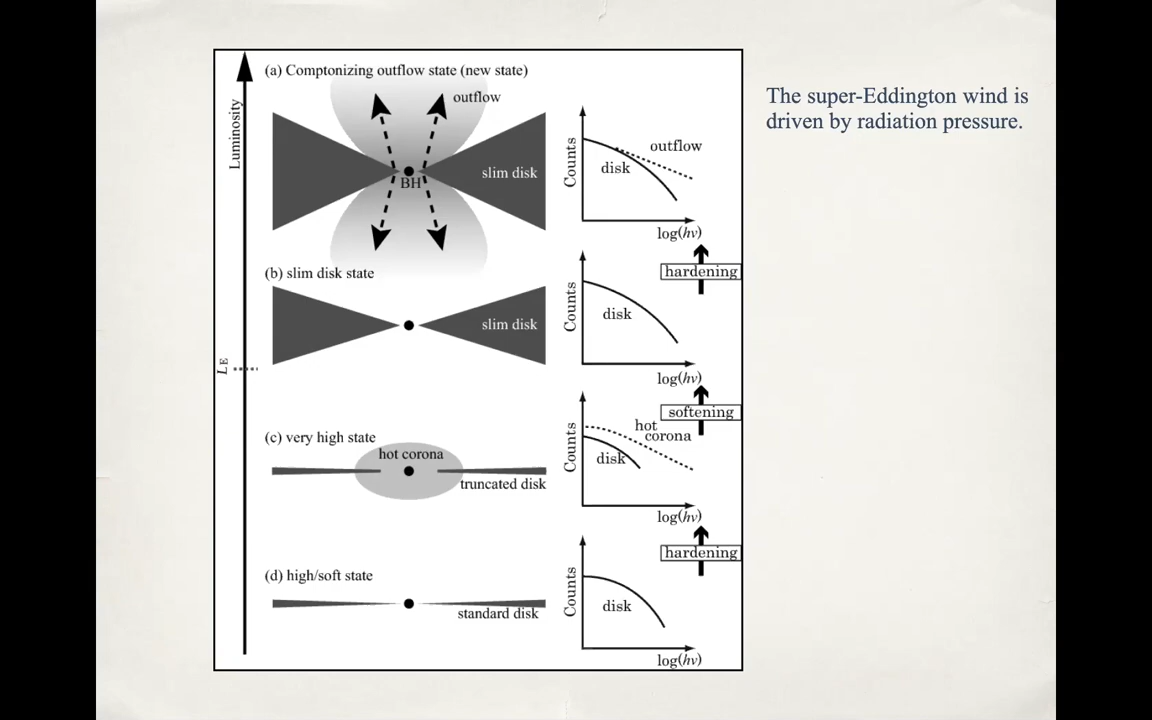 The super-Eddington wind is
driven by radiation pressure.
Luminosity
LE
(a) Comptonizing outflow state (new state)
outflow
BH
slim disk
Counts
outflow
disk
log(hν)
hardening
(b) slim disk state
slim disk
Counts
disk
log(hν)
softening
(c) very high state
hot corona
truncated disk
Counts
hot
corona
disk
log(hν)
hardening
(d) high/soft state
standard disk
Counts
disk
log(hν)